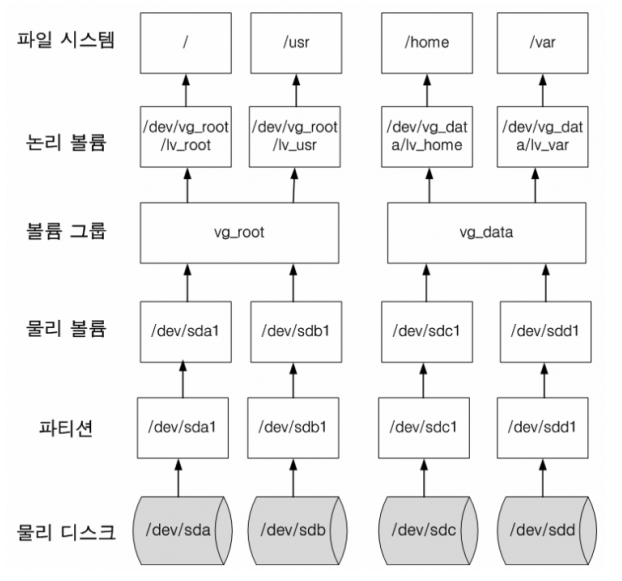 파일 시스템
/
/usr
/home
/var
논리 볼륨
/dev/vg_root
/lv_root
/dev/vg_root
/lv_usr
/dev/vg_dat
a/lv_home
/dev/vg_dat
a/lv_var
볼륨 그룹
vg_root
vg_data
물리 볼륨
/dev/sda1
/dev/sdb1
/dev/sdc1
/dev/sdd1
파티션
/dev/sda1
/dev/sdb1
/dev/sdc1
/dev/sdd1
물리 디스크
/dev/sda
/dev/sdb
/dev/sdc
/dev/sdd